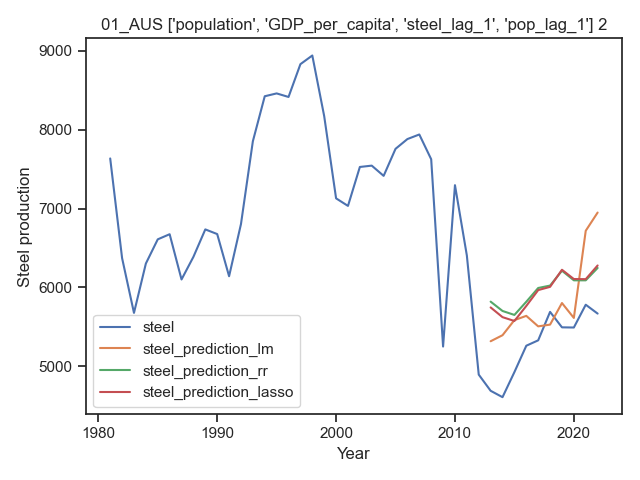 01_AUS ['population', 'GDP_per_capita', 'steel_lag_1', 'pop_lag_1'] 2
9000
8000
7000
6000
5000
Steel production
steel
steel_prediction_lm
steel_prediction_rr
steel_prediction_lasso
1980
1990
2000
2010
2020
Year